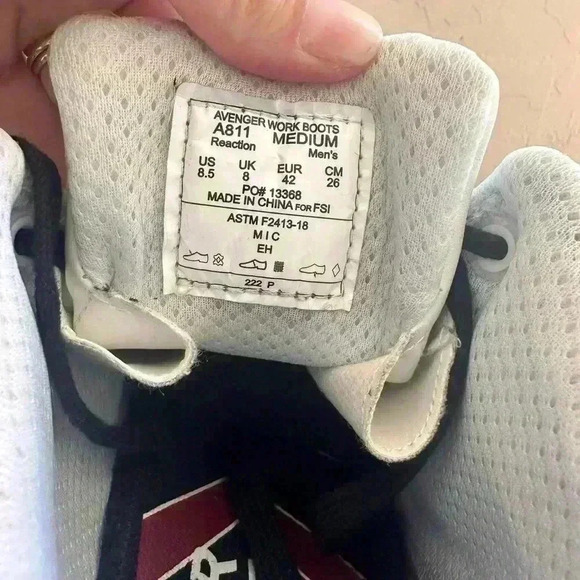 AVENGER WORK BOOTS
A811 MEDIUM
Reaction Men's
US UK EUR CM
8.5 8 42 26
PO# 13368
MADE IN CHINA FOR FSI
ASTM F2413-18
M I C
EH
222 P